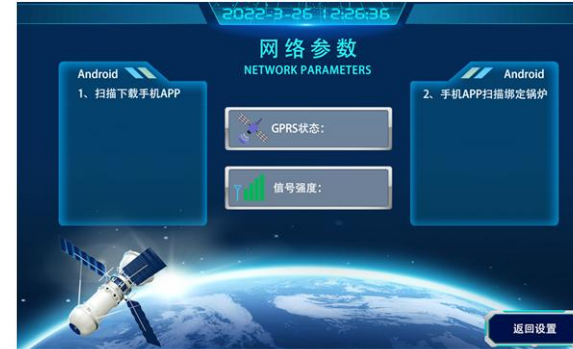 2022-3-26 12:26:36
网络参数
NETWORK PARAMETERS
Android
1、扫描下载手机APP
Android
2、手机APP扫描绑定锅炉
GPRS状态：
信号强度：
返回设置